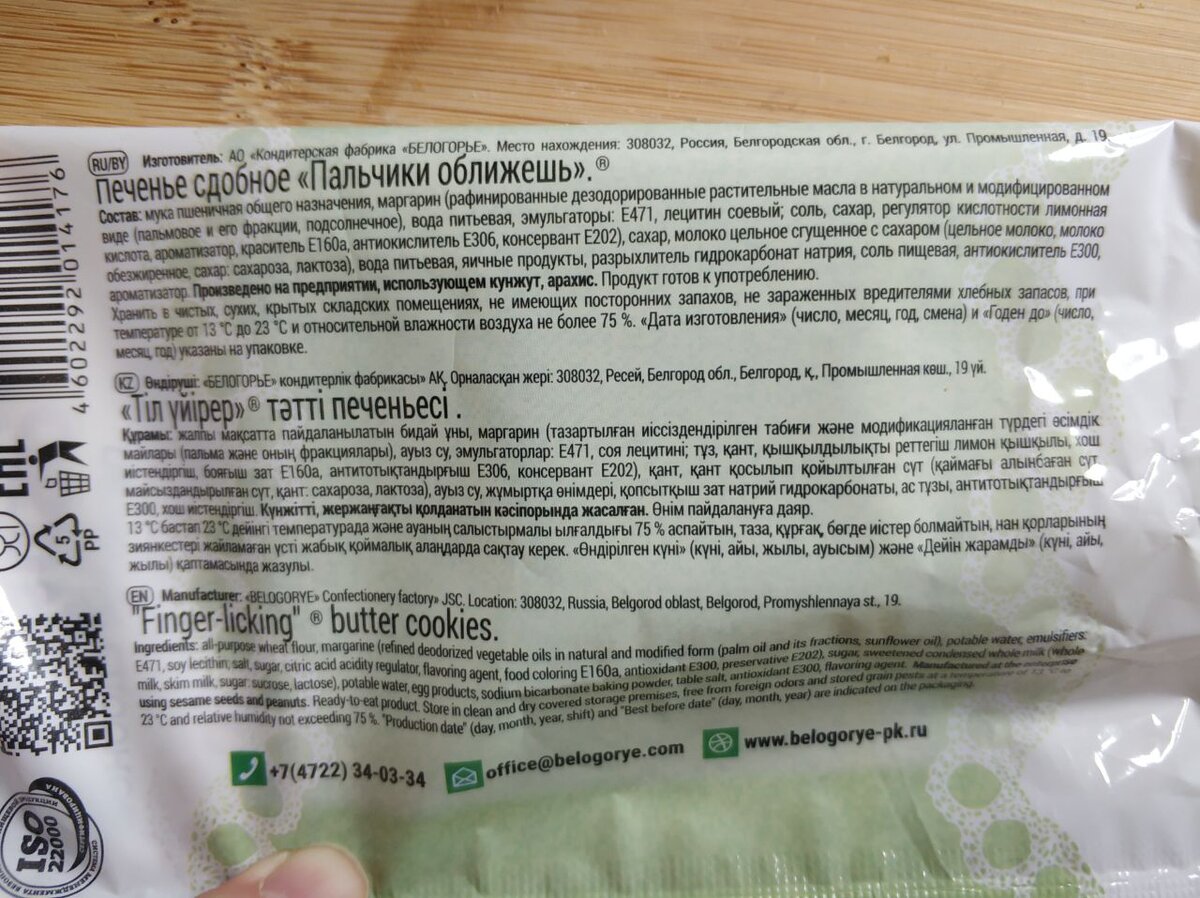 RU/BY Изготовитель: АО «Кондитерская фабрика «БЕЛОГОРЬЕ». Место нахождения: 308032, Россия, Белгородская обл., г. Белгород, ул. Промышленная, д. 19.
Печенье сдобное «Пальчики оближешь».®
Состав: мука пшеничная общего назначения, маргарин (рафинированные дезодорированные растительные масла в натуральном и модифицированном
виде (пальмовое и его фракции, подсолнечное), вода питьевая, эмульгаторы: Е471, лецитин соевый; соль, сахар, регулятор кислотности лимонная
кислота, ароматизатор, краситель Е160а, антиокислитель Е306, консервант Е202), сахар, молоко цельное сгущенное с сахаром (цельное молоко, молоко
обезжиренное, сахар: сахароза, лактоза), вода питьевая, яичные продукты, разрыхлитель гидрокарбонат натрия, соль пищевая, антиокислитель Е300,
ароматизатор. Произведено на предприятии, использующем кунжут, арахис. Продукт готов к употреблению.
Хранить в чистых, сухих, крытых складских помещениях, не имеющих посторонних запахов, не зараженных вредителями хлебных запасов, при
температуре от 13 °С до 23 °С и относительной влажности воздуха не более 75 %. «Дата изготовления» (число, месяц, год, смена) и «Годен до» (число,
месяц, год) указаны на упаковке.
KZ Өндіруші: «БЕЛОГОРЬЕ» кондитерлік фабрикасы» АҚ. Орналасқан жері: 308032, Ресей, Белгород обл., Белгород, қ., Промышленная көш., 19 үй.
«Тіл үйірер»® тәтті печеньесі .
Құрамы: жалпы мақсатта пайдаланылатын бидай ұны, маргарин (тазартылған иіссіздендірілген табиғи және модификацияланған түрдегі өсімдік
майлары (пальма және оның фракциялары), ауыз су, эмульгаторлар: Е471, соя лецитині; тұз, қант, қышқылдылықты реттегіш лимон қышқылы, хош
истендіргіш, бояғыш зат Е160а, антитотықтандырғыш Е306, консервант Е202), қант, қант қосылып қойылтылған сүт (қаймағы алынбаған сүт,
майсыздандырылған сүт, қант: сахароза, лактоза), ауыз су, жұмыртқа өнімдері, қопсытқыш зат натрий гидрокарбонаты, ас тұзы, антитотықтандырғыш
Е300, хош иістендіргіш. Күнжітті, жержаңғақты қолданатын кәсіпорында жасалған. Өнім пайдалануға даяр.
13 °С бастап 23 °С дейінгі температурада және ауаның салыстырмалы ылғалдығы 75 % аспайтын, таза, құрғақ, бөгде иістер болмайтын, нан қорларының
зиянкестері жайламаған үсті жабық қоймалық алаңдарда сақтау керек. «Өндірілген күні» (күні, айы, жылы, ауысым) және «Дейін жарамды» (күні, айы,
жылы) қаптамасында жазулы.
EN Manufacturer: «BELOGORYE» Confectionery factory» JSC. Location: 308032, Russia, Belgorod oblast, Belgorod, Promyshlennaya st., 19.
"Finger-licking" ® butter cookies.
Ingredients: all-purpose wheat flour, margarine (refined deodorized vegetable oils in natural and modified form (palm oil and its fractions, sunflower oil), potable water, emulsifiers:
E471, soy lecithin; salt, sugar, citric acid acidity regulator, flavoring agent, food coloring E160a, antioxidant E300, preservative E202), sugar, sweetened condensed whole milk (whole
milk, skim milk, sugar: sucrose, lactose), potable water, egg products, sodium bicarbonate baking powder, table salt, antioxidant E300, flavoring agent. Manufactured at the enterprise
using sesame seeds and peanuts. Ready-to-eat product. Store in clean and dry covered storage premises, free from foreign odors and stored grain pests at a temperature of 13 °C to
23 °C and relative humidity not exceeding 75 %. "Production date" (day, month, year, shift) and "Best before date" (day, month, year) are indicated on the packaging.
+7(4722) 34-03-34
office@belogorye.com
www.belogorye-pk.ru
4 602292 014176
EAC
5
PP
ISO
22000